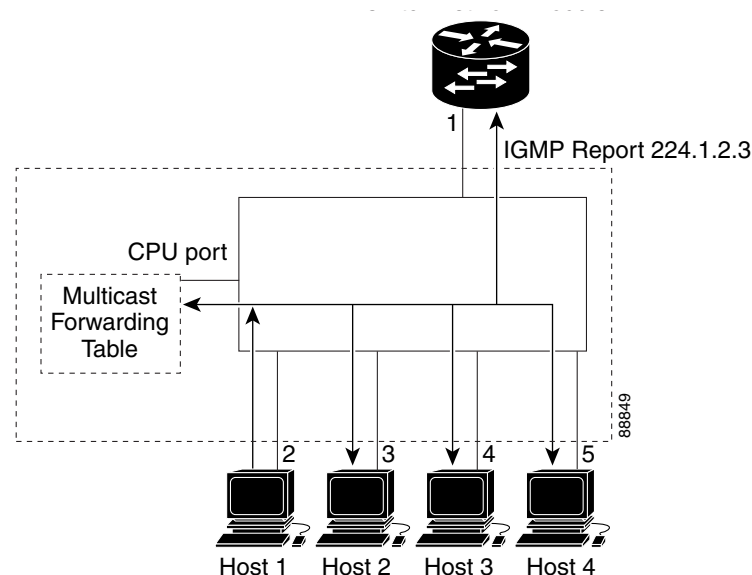 1
IGMP Report 224.1.2.3
CPU port
Multicast
Forwarding
Table
88849
2
3
4
5
Host 1
Host 2
Host 3
Host 4